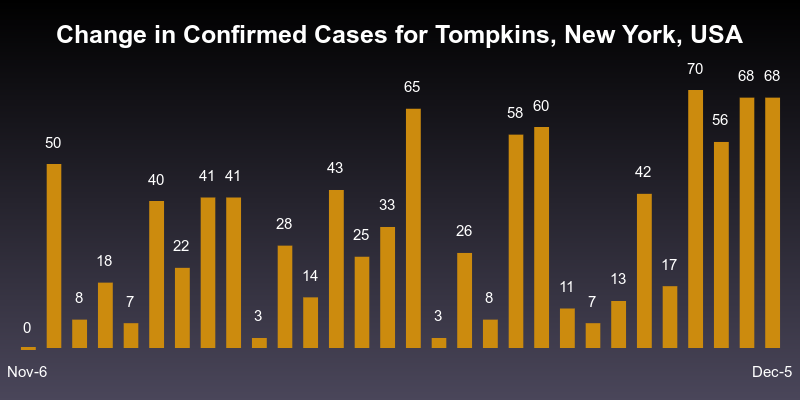 Change in Confirmed Cases for Tompkins, New York, USA
0 50 8 18 7 40 22 41 41 3 28 14 43 25 33 65 3 26 8 58 60 11 7 13 42 17 70 56 68 68
Nov-6 Dec-5